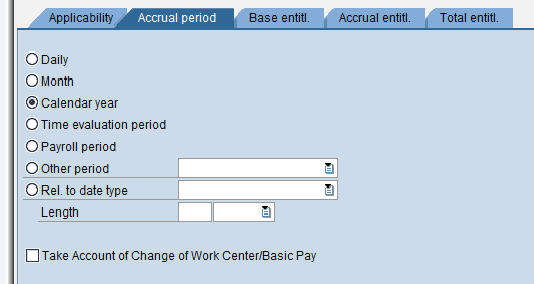 Applicability Accrual period Base entitl. Accrual entitl. Total entitl.
Daily
Month
Calendar year
Time evaluation period
Payroll period
Other period
Rel. to date type
Length
Take Account of Change of Work Center/Basic Pay